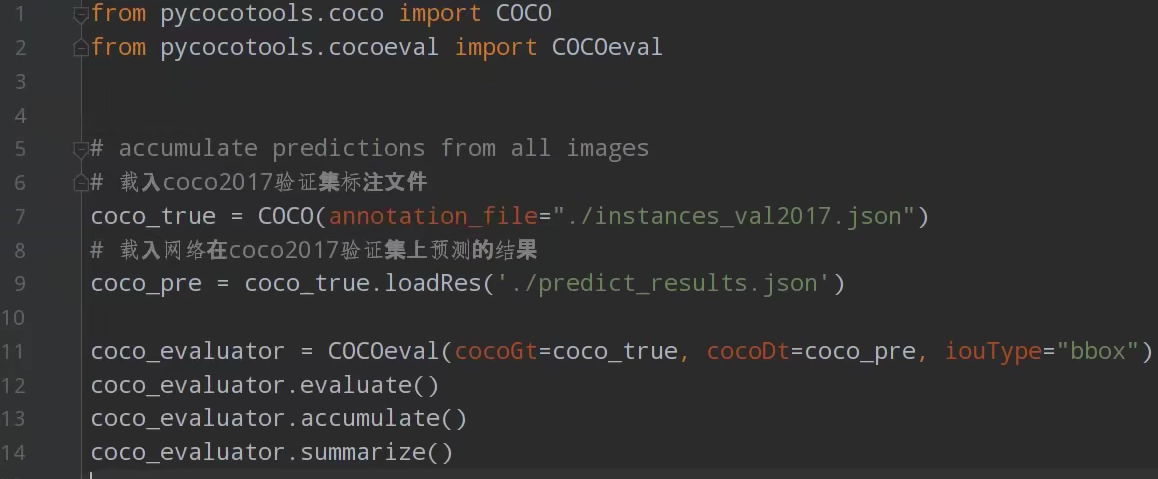 1 from pycocotools.coco import COCO
2 from pycocotools.cocoeval import COCOeval
3
4
5 # accumulate predictions from all images
6 # 载入coco2017验证集标注文件
7 coco_true = COCO(annotation_file="./instances_val2017.json")
8 # 载入网络在coco2017验证集上预测的结果
9 coco_pre = coco_true.loadRes('./predict_results.json')
10
11 coco_evaluator = COCOeval(cocoGt=coco_true, cocoDt=coco_pre, iouType="bbox")
12 coco_evaluator.evaluate()
13 coco_evaluator.accumulate()
14 coco_evaluator.summarize()